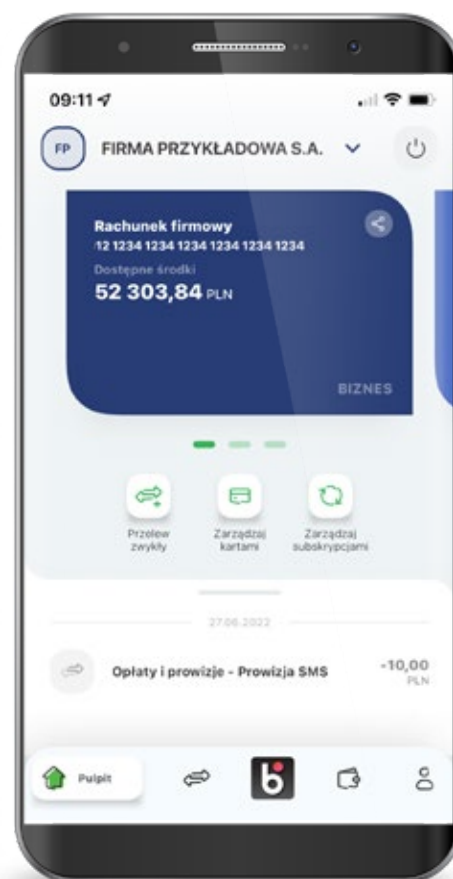 09:11
FP FIRMA PRZYKŁADOWA S.A.
Rachunek firmowy
12 1234 1234 1234 1234 1234 1234
Dostępne środki
52 303,84 PLN
BIZNES
Przelew zwykły
Zarządzaj kartami
Zarządzaj subskrypcjami
27.06.2022
Opłaty i prowizje - Prowizja SMS
-10,00
PLN
Pulpit
b